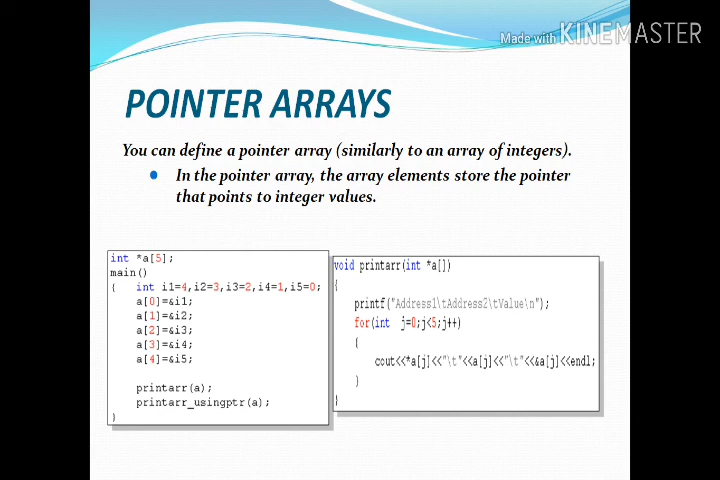 Made with KINEMASTER
POINTER ARRAYS
You can define a pointer array (similarly to an array of integers).
• In the pointer array, the array elements store the pointer
that points to integer values.
int *a[5];
main()
{   int i1=4,i2=3,i3=2,i4=1,i5=0;
a[0]=&i1;
a[1]=&i2;
a[2]=&i3;
a[3]=&i4;
a[4]=&i5;
printarr(a);
printarr_usingptr(a);
}
void printarr(int *a[])
{
printf("Address1\tAddress2\tValue\n");
for(int  j=0;j<5;j++)
{
cout<<*a[j]<<"\t"<<a[j]<<"\t"<<&a[j]<<endl;
}
}